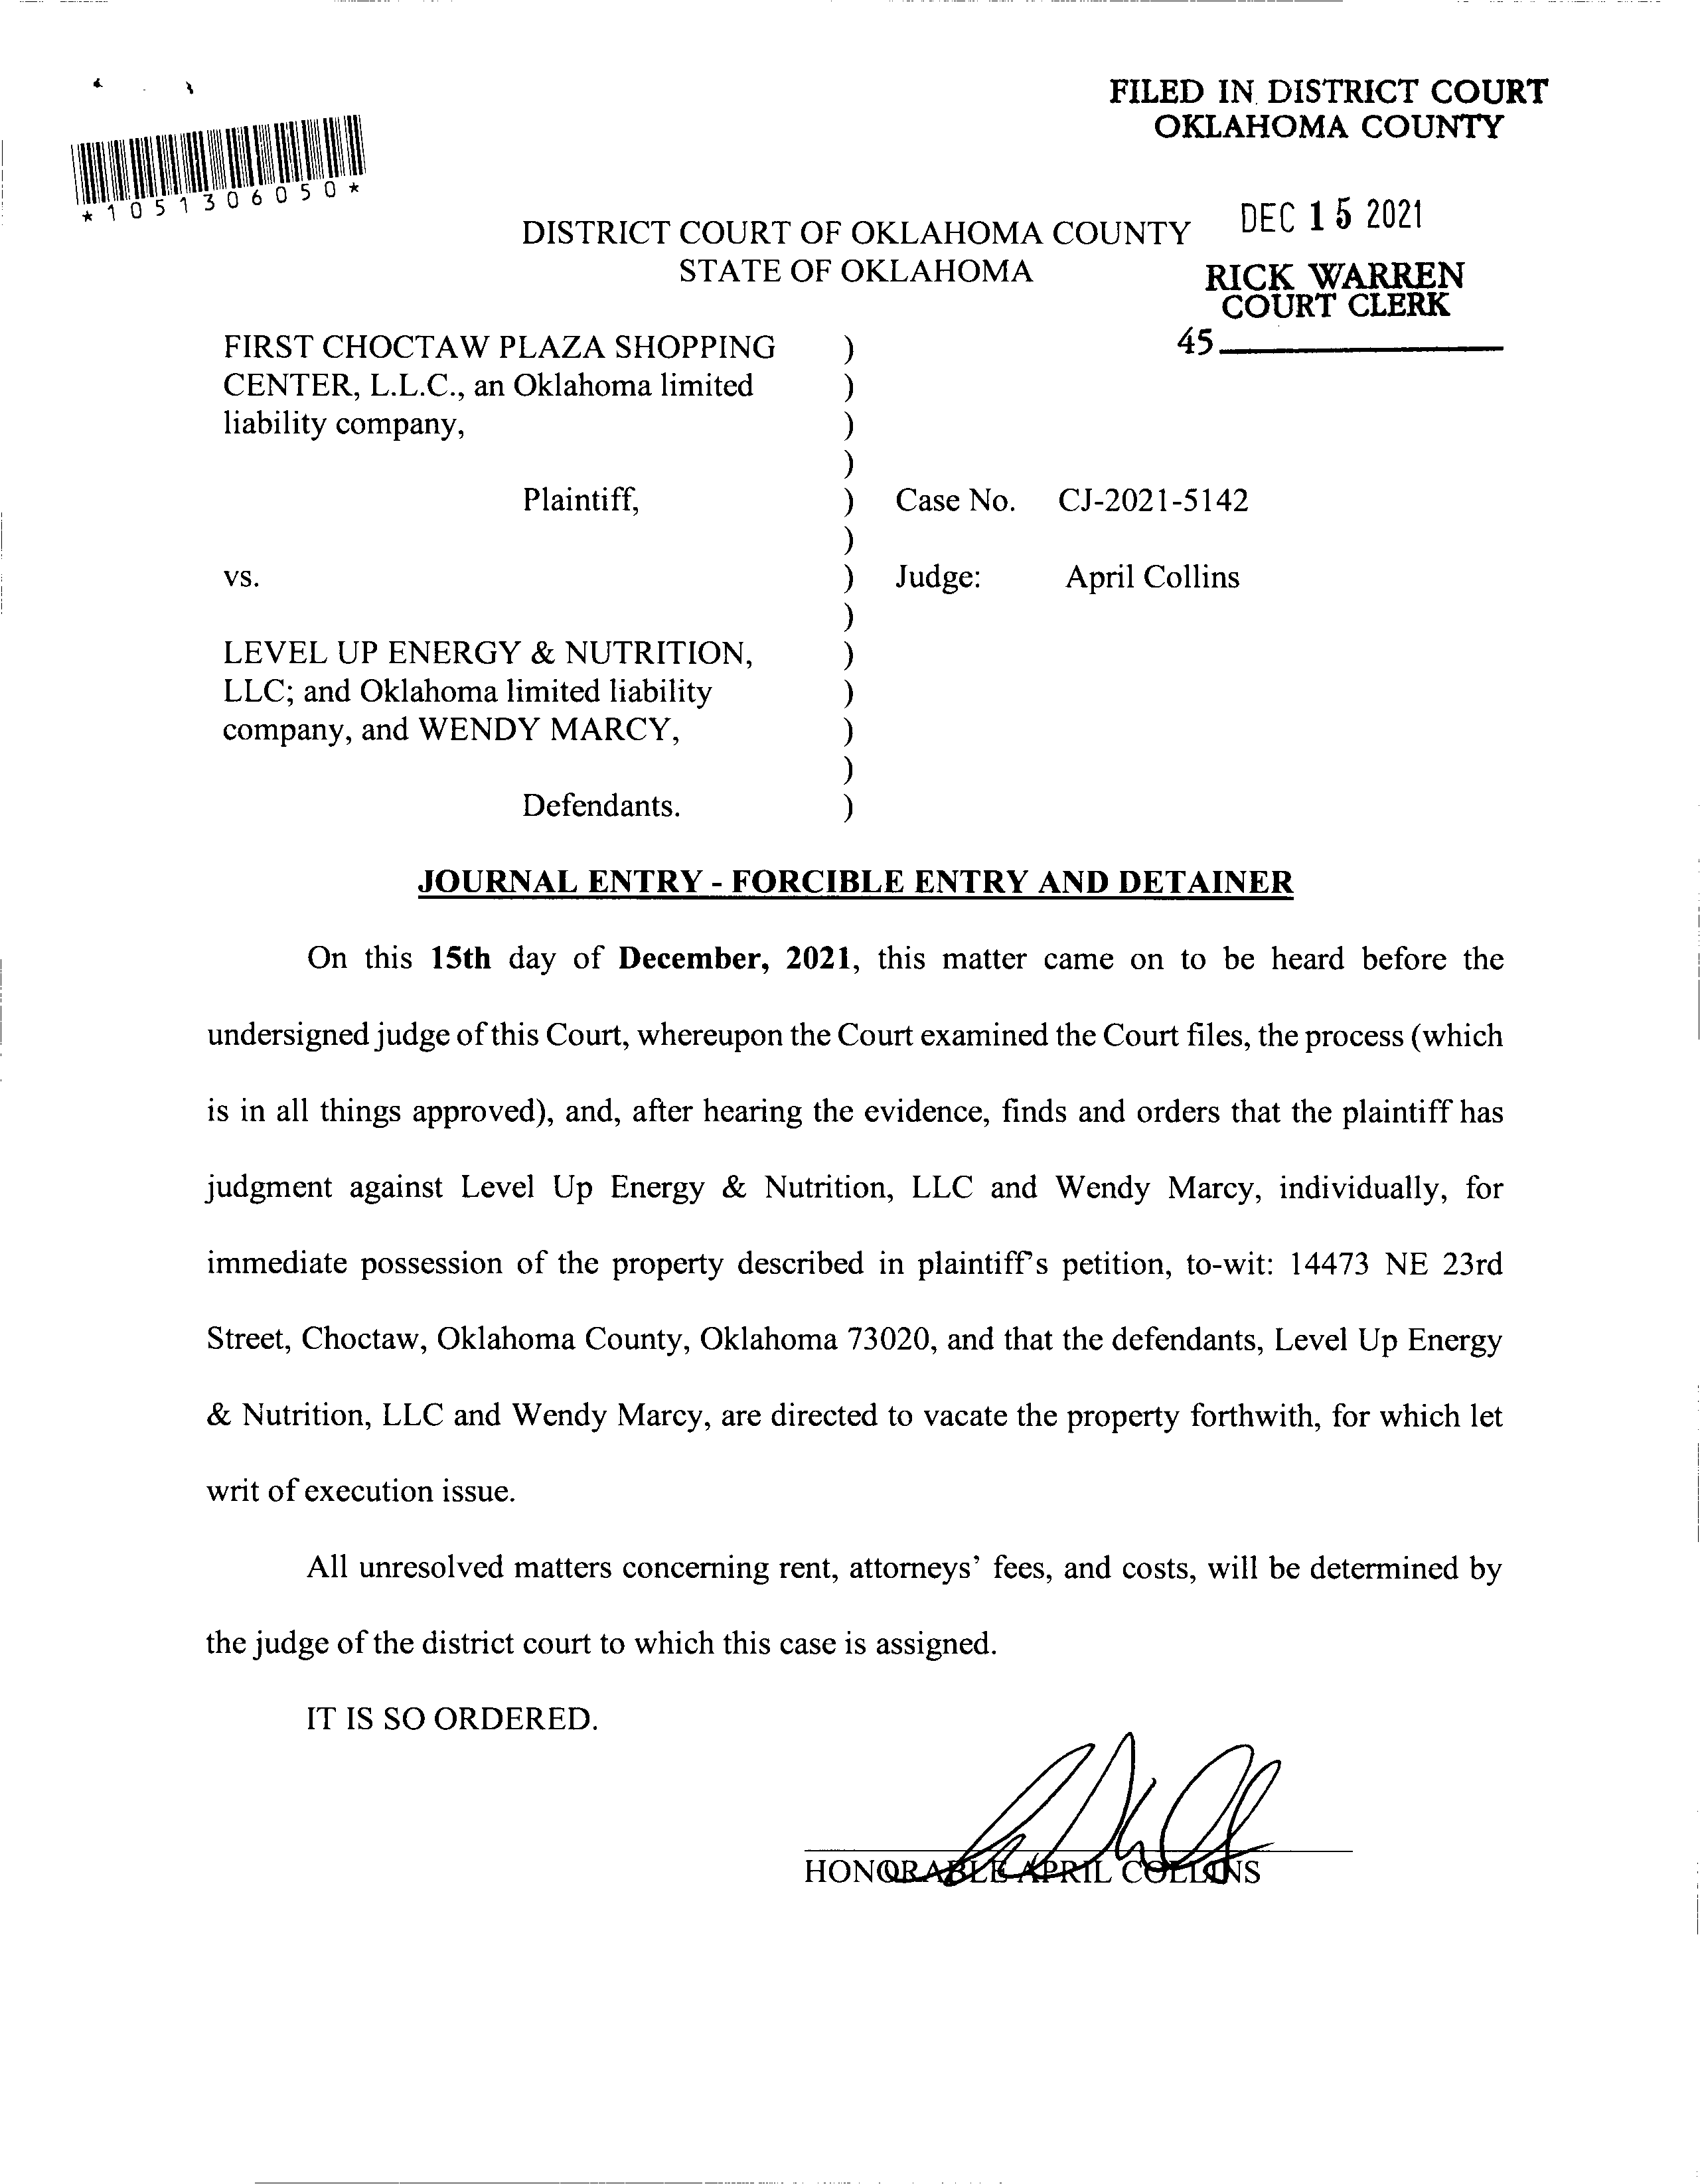 FILED IN DISTRICT COURT
OKLAHOMA COUNTY
*1051306050*
DEC 15 2021
DISTRICT COURT OF OKLAHOMA COUNTY
STATE OF OKLAHOMA
RICK WARREN
COURT CLERK
45
FIRST CHOCTAW PLAZA SHOPPING )
CENTER, L.L.C., an Oklahoma limited )
liability company, )
)
Plaintiff, ) Case No. CJ-2021-5142
)
vs. ) Judge: April Collins
)
LEVEL UP ENERGY & NUTRITION, )
LLC; and Oklahoma limited liability )
company, and WENDY MARCY, )
)
Defendants. )
JOURNAL ENTRY - FORCIBLE ENTRY AND DETAINER
On this 15th day of December, 2021, this matter came on to be heard before the
undersigned judge of this Court, whereupon the Court examined the Court files, the process (which
is in all things approved), and, after hearing the evidence, finds and orders that the plaintiff has
judgment against Level Up Energy & Nutrition, LLC and Wendy Marcy, individually, for
immediate possession of the property described in plaintiff's petition, to-wit: 14473 NE 23rd
Street, Choctaw, Oklahoma County, Oklahoma 73020, and that the defendants, Level Up Energy
& Nutrition, LLC and Wendy Marcy, are directed to vacate the property forthwith, for which let
writ of execution issue.
All unresolved matters concerning rent, attorneys' fees, and costs, will be determined by
the judge of the district court to which this case is assigned.
IT IS SO ORDERED.
HONORABLE APRIL COLLINS